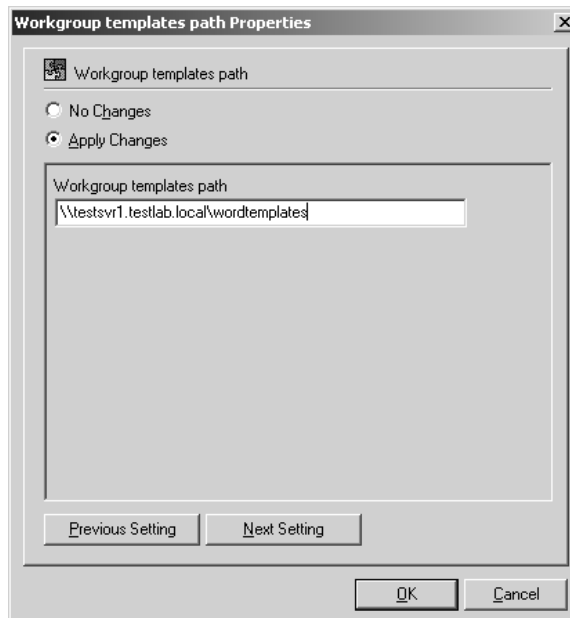 Workgroup templates path Properties
Workgroup templates path
No Changes
Apply Changes
Workgroup templates path
\\testsvr1.testlab.local\wordtemplates
Previous Setting
Next Setting
OK
Cancel